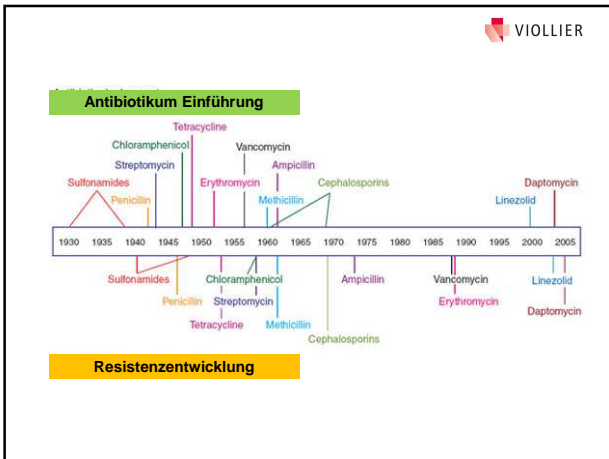 VIOLLIER
Antibiotikum Einführung
Tetracycline
Chloramphenicol
Vancomycin
Streptomycin
Ampicillin
Sulfonamides
Erythromycin
Cephalosporins
Daptomycin
Penicillin
Methicillin
Linezolid
1930 1935 1940 1945 1950 1955 1960 1965 1970 1975 1980 1985 1990 1995 2000 2005
Sulfonamides
Chloramphenicol
Ampicillin
Vancomycin
Linezolid
Penicillin
Streptomycin
Erythromycin
Tetracycline
Methicillin
Daptomycin
Cephalosporins
Resistenzentwicklung